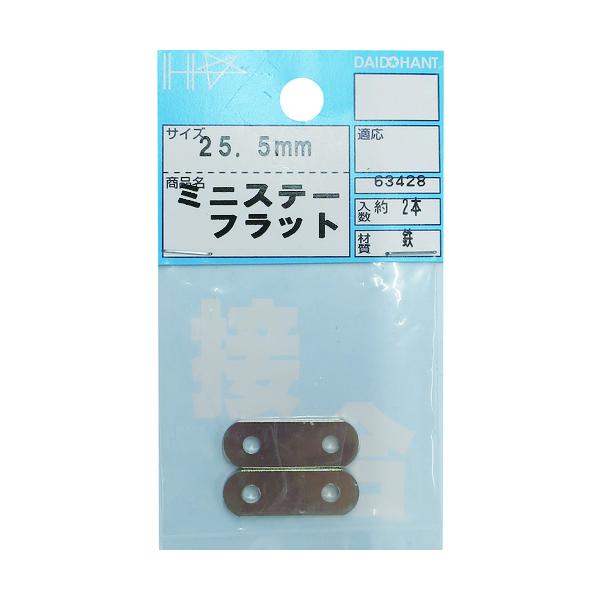 DAIDOHANT
サイズ
25.5mm
適応
商品名
ミニステー
フラット
63428
入数
約 2本
材質
鉄
接合